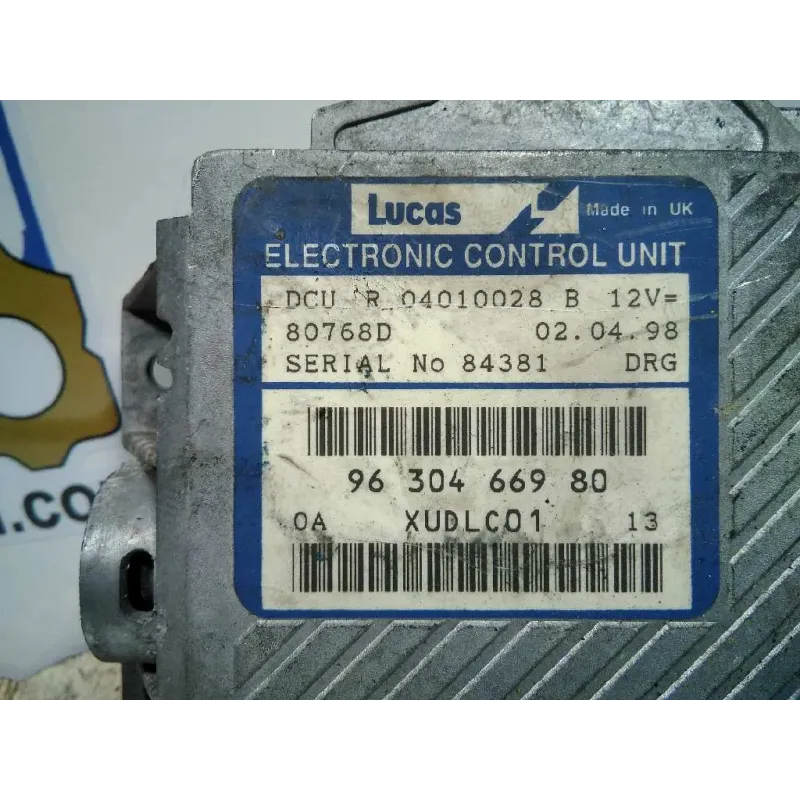 Lucas Made in UK
ELECTRONIC CONTROL UNIT
DCU R 04010028 B 12V=
80768D 02.04.98
SERIAL No 84381 DRG
96 304 669 80
0A XUDLC01 13